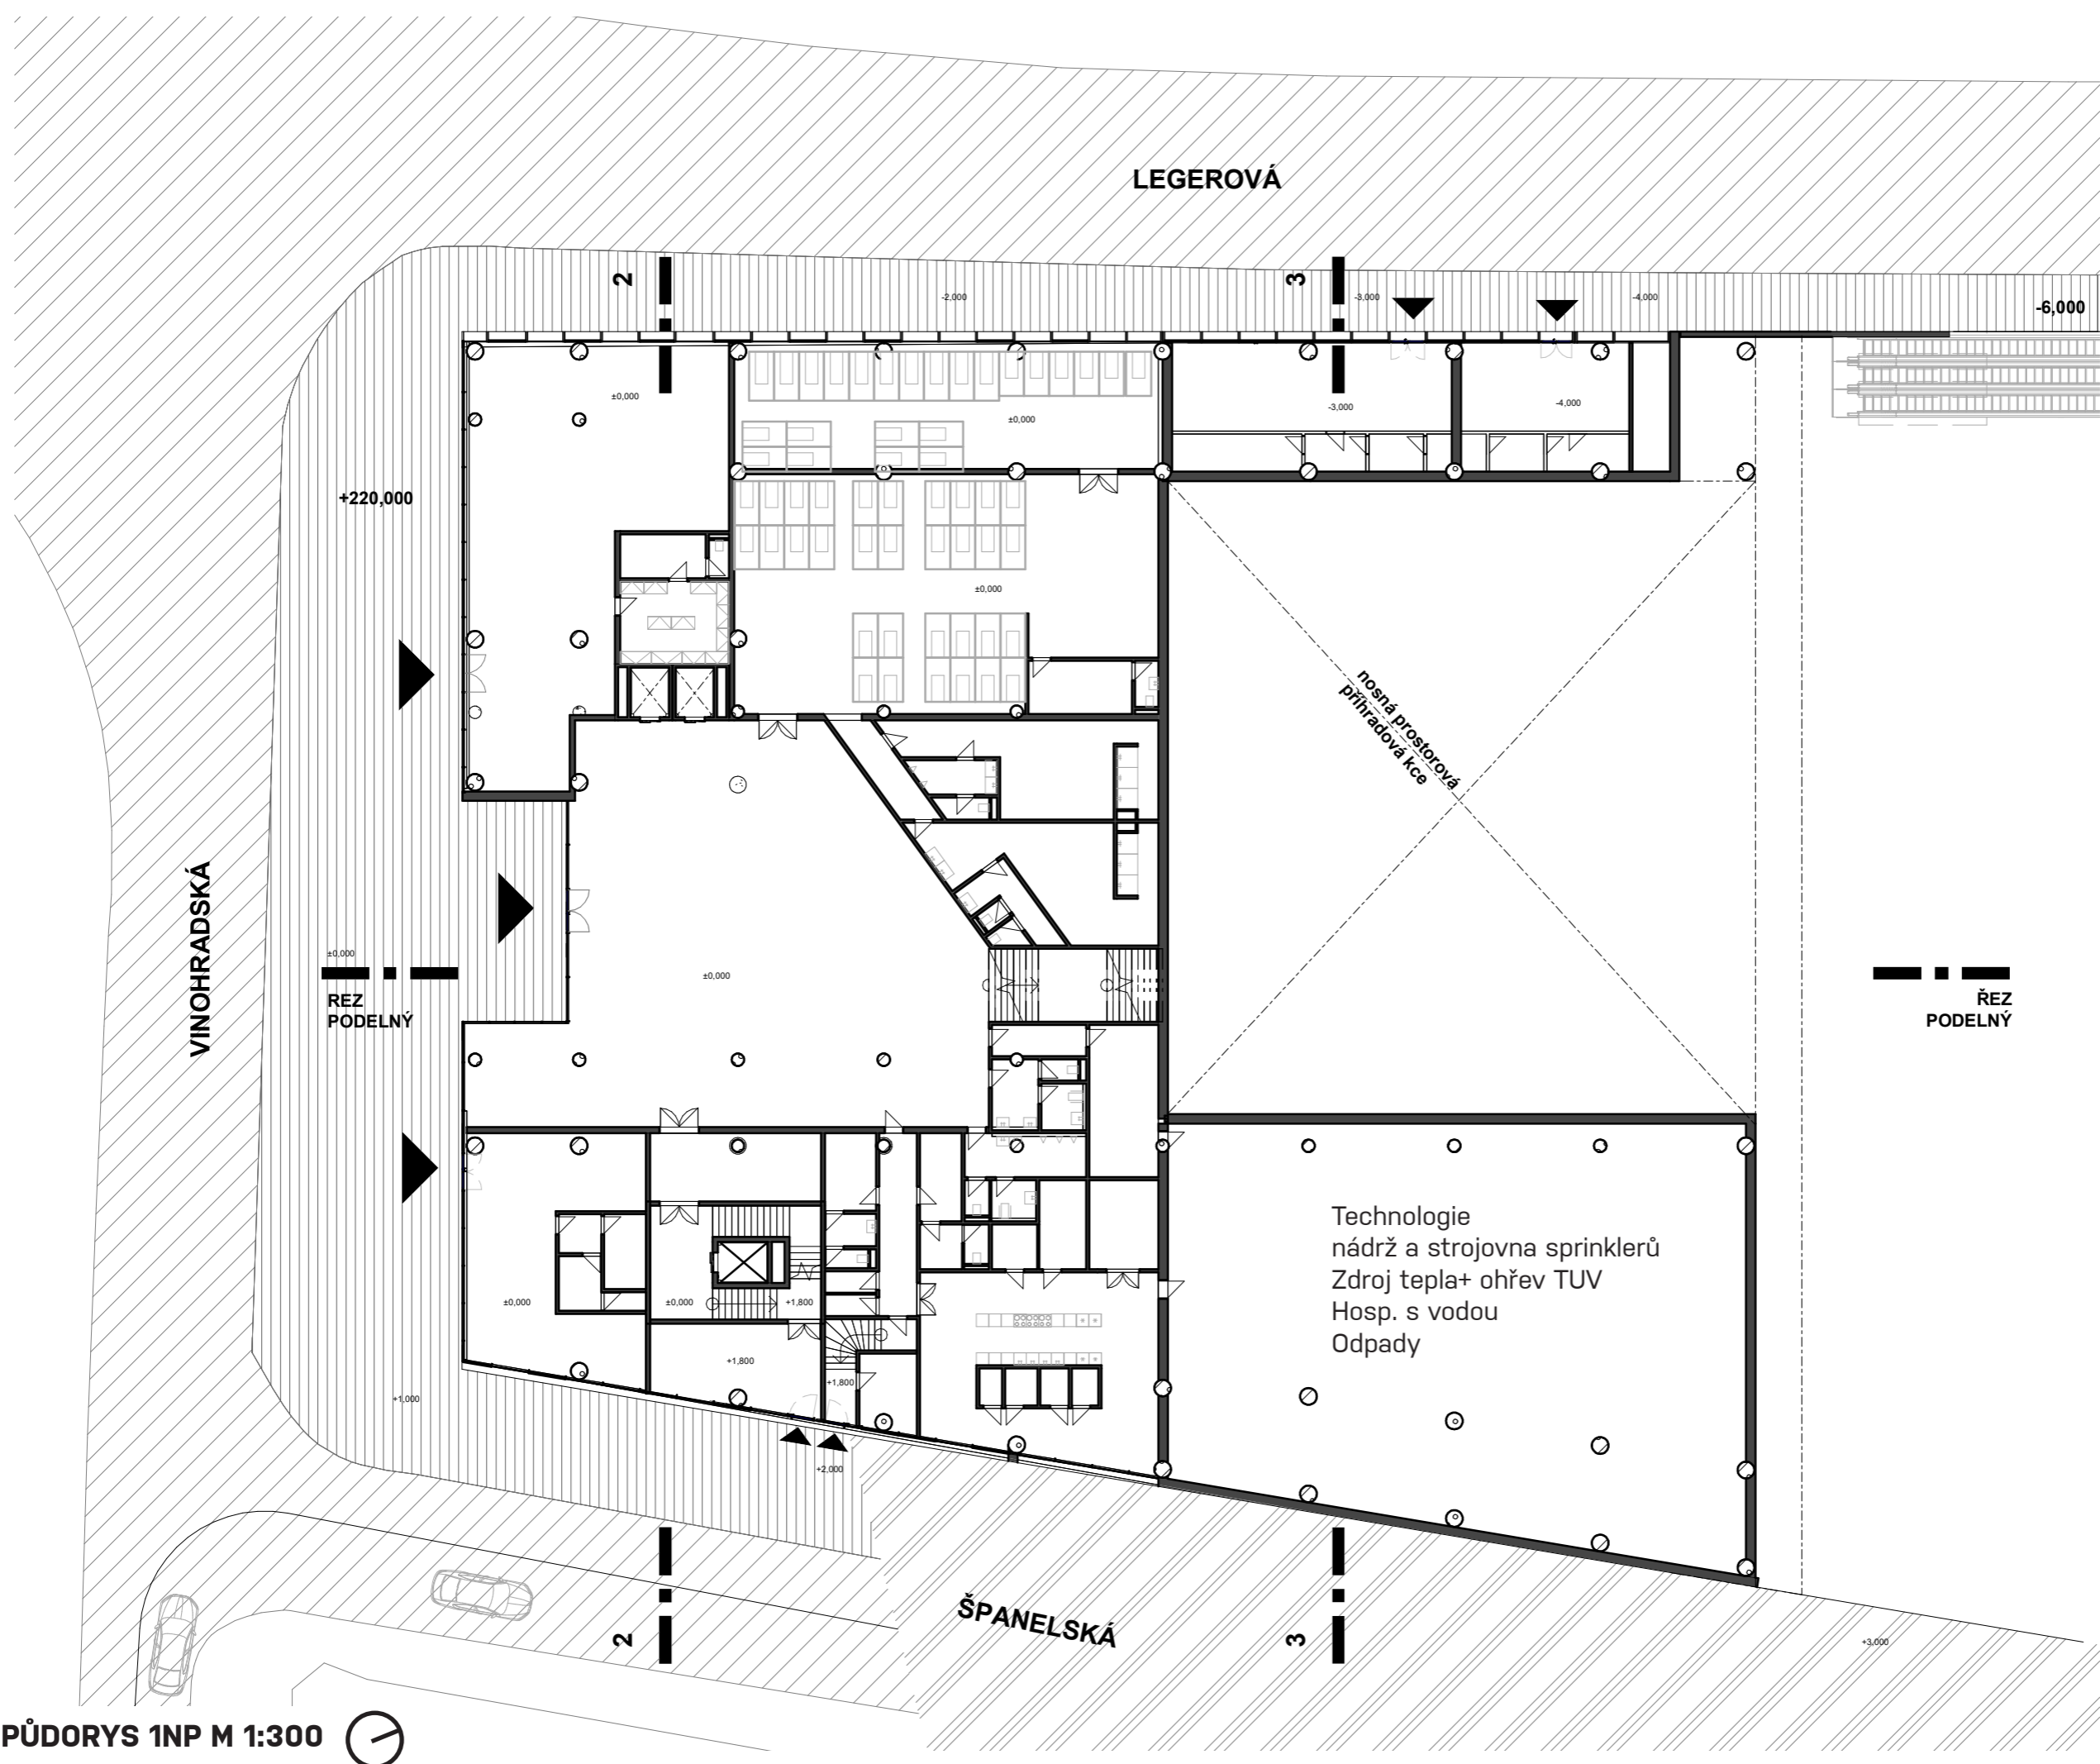 LEGEROVÁ
2
3
-2,000
-3,000
-4,000
-6,000
±0,000
±0,000
-3,000
-4,000
+220,000
±0,000
nosná prostorová
příhradová kce
VINOHRADSKÁ
±0,000
±0,000
REZ
PODELNÝ
ŘEZ
PODELNÝ
Technologie
nádrž a strojovna sprinklerů
Zdroj tepla+ ohřev TUV
Hosp. s vodou
Odpady
±0,000
±0,000
+1,800
+1,800
+1,800
+1,000
+2,000
ŠPANELSKÁ
2
3
+3,000
PŮDORYS 1NP M 1:300